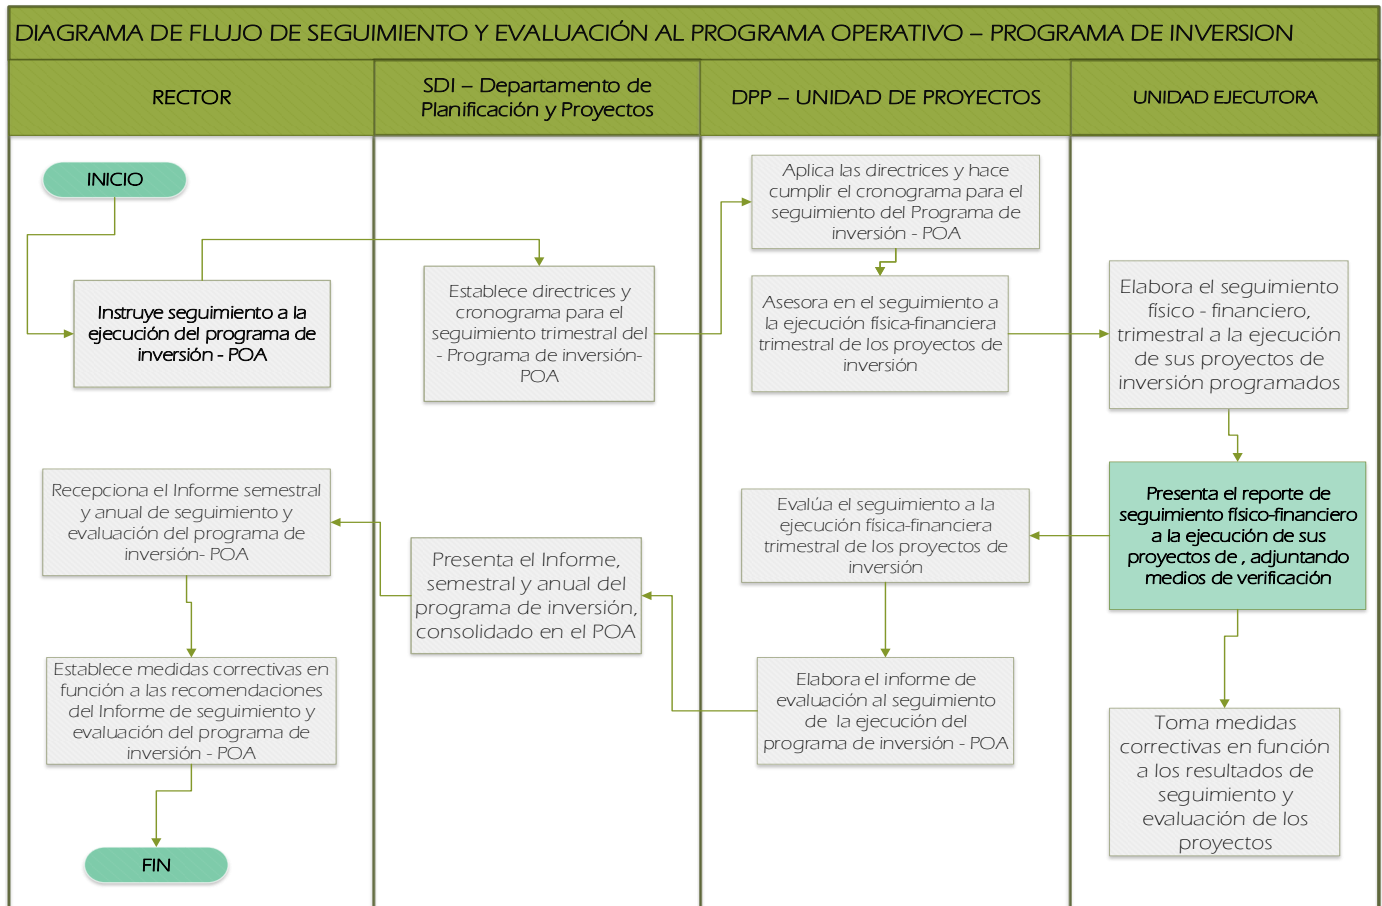 DIAGRAMA DE FLUJO DE SEGUIMIENTO Y EVALUACIÓN AL PROGRAMA OPERATIVO – PROGRAMA DE INVERSION
RECTOR
SDI – Departamento de
Planificación y Proyectos
DPP – UNIDAD DE PROYECTOS
UNIDAD EJECUTORA
INICIO
Instruye seguimiento a la
ejecución del programa de
inversión - POA
Establece directrices y
cronograma para el
seguimiento trimestral del
- Programa de inversión-
POA
Aplica las directrices y hace
cumplir el cronograma para el
seguimiento del Programa de
inversión - POA
Asesora en el seguimiento a
la ejecución física-financiera
trimestral de los proyectos de
inversión
Elabora el seguimiento
físico - financiero,
trimestral a la ejecución
de sus proyectos de
inversión programados
Presenta el reporte de
seguimiento físico-financiero
a la ejecución de sus
proyectos de , adjuntando
medios de verificación
Evalúa el seguimiento a la
ejecución física-financiera
trimestral de los proyectos de
inversión
Elabora el informe de
evaluación al seguimiento
de  la ejecución del
programa de inversión - POA
Presenta el Informe,
semestral y anual del
programa de inversión,
consolidado en el POA
Recepciona el Informe semestral
y anual de seguimiento y
evaluación del programa de
inversión- POA
Establece medidas correctivas en
función a las recomendaciones
del Informe de seguimiento y
evaluación del programa de
inversión - POA
FIN
Toma medidas
correctivas en función
a los resultados de
seguimiento y
evaluación de los
proyectos